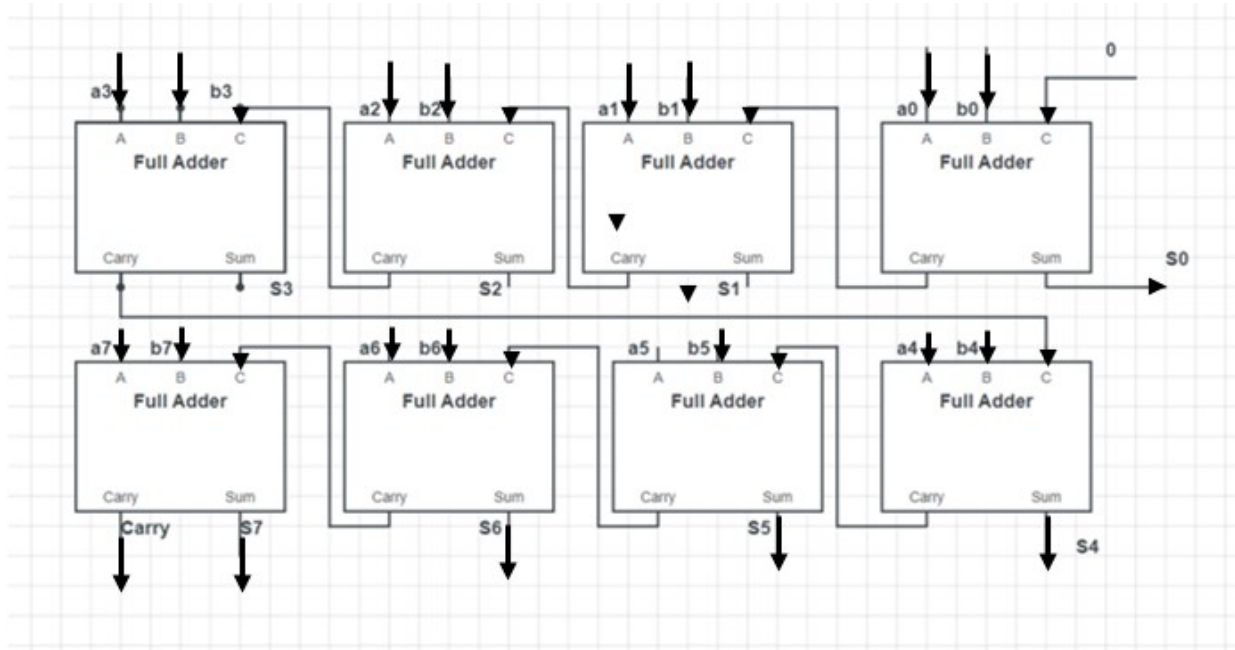 0
a3 b3 a2 b2 a1 b1 a0 b0
A B C A B C A B C A B C
Full Adder Full Adder Full Adder Full Adder
Carry Sum Carry Sum Carry Sum Carry Sum
S0
S3 S2 S1
a7 b7 a6 b6 a5 b5 a4 b4
A B C A B C A B C A B C
Full Adder Full Adder Full Adder Full Adder
Carry Sum Carry Sum Carry Sum Carry Sum
Carry S7 S6 S5
S4